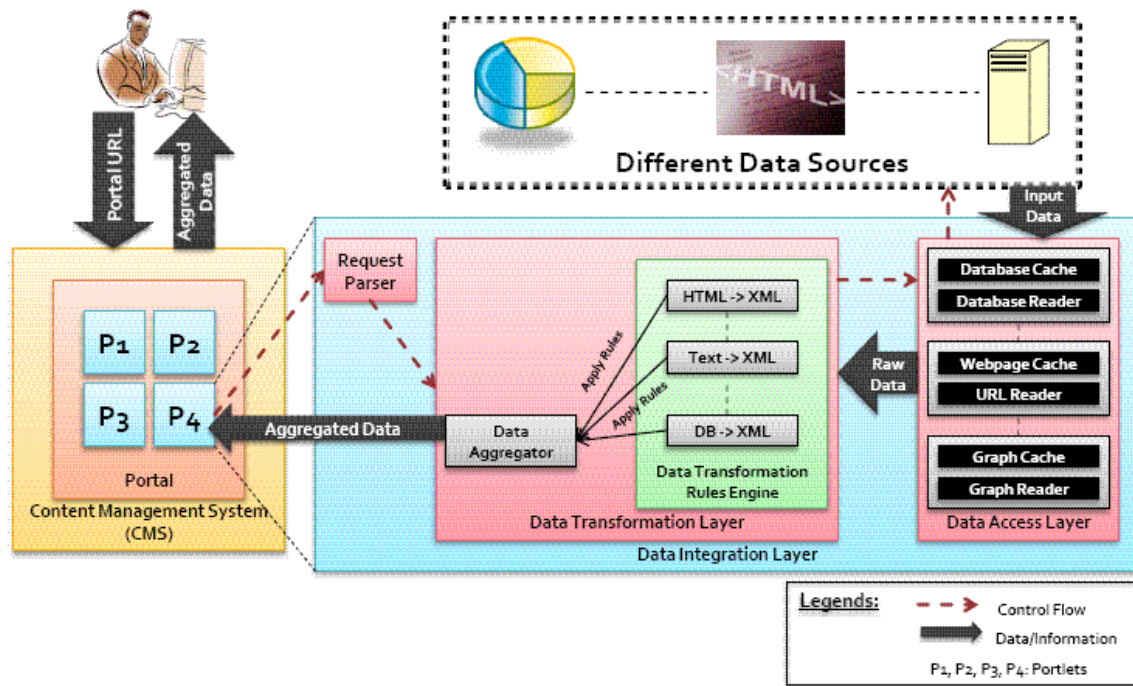 Portal URL
Aggregated
Data
<HTML>
Different Data Sources
Input
Data
Request
Parser
P1
P2
P3
P4
Portal
Content Management System
(CMS)
Aggregated Data
Data
Aggregator
Apply Rules
Apply Rules
HTML -> XML
Text -> XML
DB -> XML
Data Transformation
Rules Engine
Data Transformation Layer
Data Integration Layer
Raw
Data
Database Cache
Database Reader
Webpage Cache
URL Reader
Graph Cache
Graph Reader
Data Access Layer
Legends:
Control Flow
Data/Information
P1, P2, P3, P4: Portlets